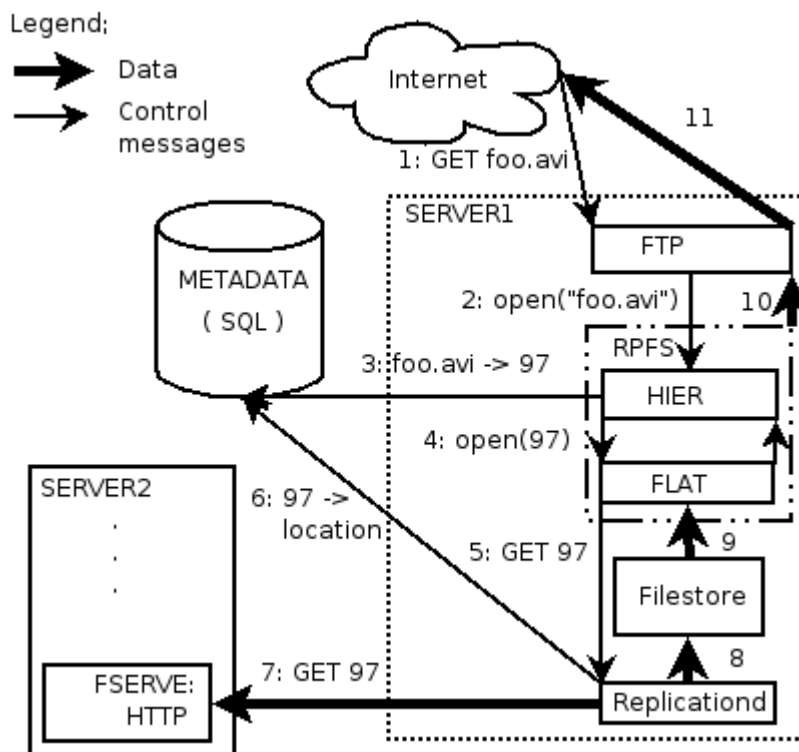 Legend:
Data
Control
messages
Internet
11
1: GET foo.avi
SERVER1
FTP
METADATA
( SQL )
2: open("foo.avi")
10
RPFS
3: foo.avi -> 97
HIER
4: open(97)
FLAT
SERVER2
6: 97 ->
location
5: GET 97
9
Filestore
8
7: GET 97
Replicationd
FSERVE:
HTTP